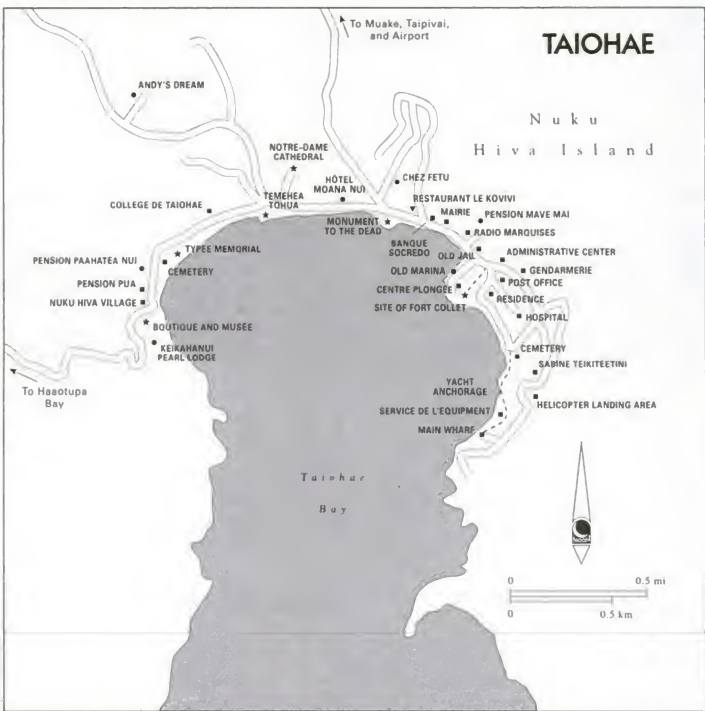 To Muake, Taipivai,
and Airport
TAIOHAE
ANDY'S DREAM
Nuku
Hiva Island
NOTRE-DAME
CATHEDRAL
HÔTEL
MOANA NUI
CHEZ FETU
TEMEHEA
TOHUA
COLLEGE DE TAIOHAE
RESTAURANT LE KOVIVI
MAIRIE
PENSION MAVE MAI
MONUMENT
TO THE DEAD
RADIO MARQUISES
BANQUE
SOCREDO
OLD JAIL
ADMINISTRATIVE CENTER
TYPEE MEMORIAL
PENSION PAAHATEA NUI
CEMETERY
OLD MARINA
GENDARMERIE
POST OFFICE
PENSION PUA
CENTRE PLONGÉE
RESIDENCE
NUKU HIVA VILLAGE
SITE OF FORT COLLET
HOSPITAL
BOUTIQUE AND MUSÉE
KEIKAHANUI
PEARL LODGE
CEMETERY
SABINE TEIKITEETINI
To Haaotupa
Bay
YACHT
ANCHORAGE
HELICOPTER LANDING AREA
SERVICE DE L'EQUIPMENT
MAIN WHARF
Taiohae
Bay
MOON
0 0.5 mi
0 0.5 km